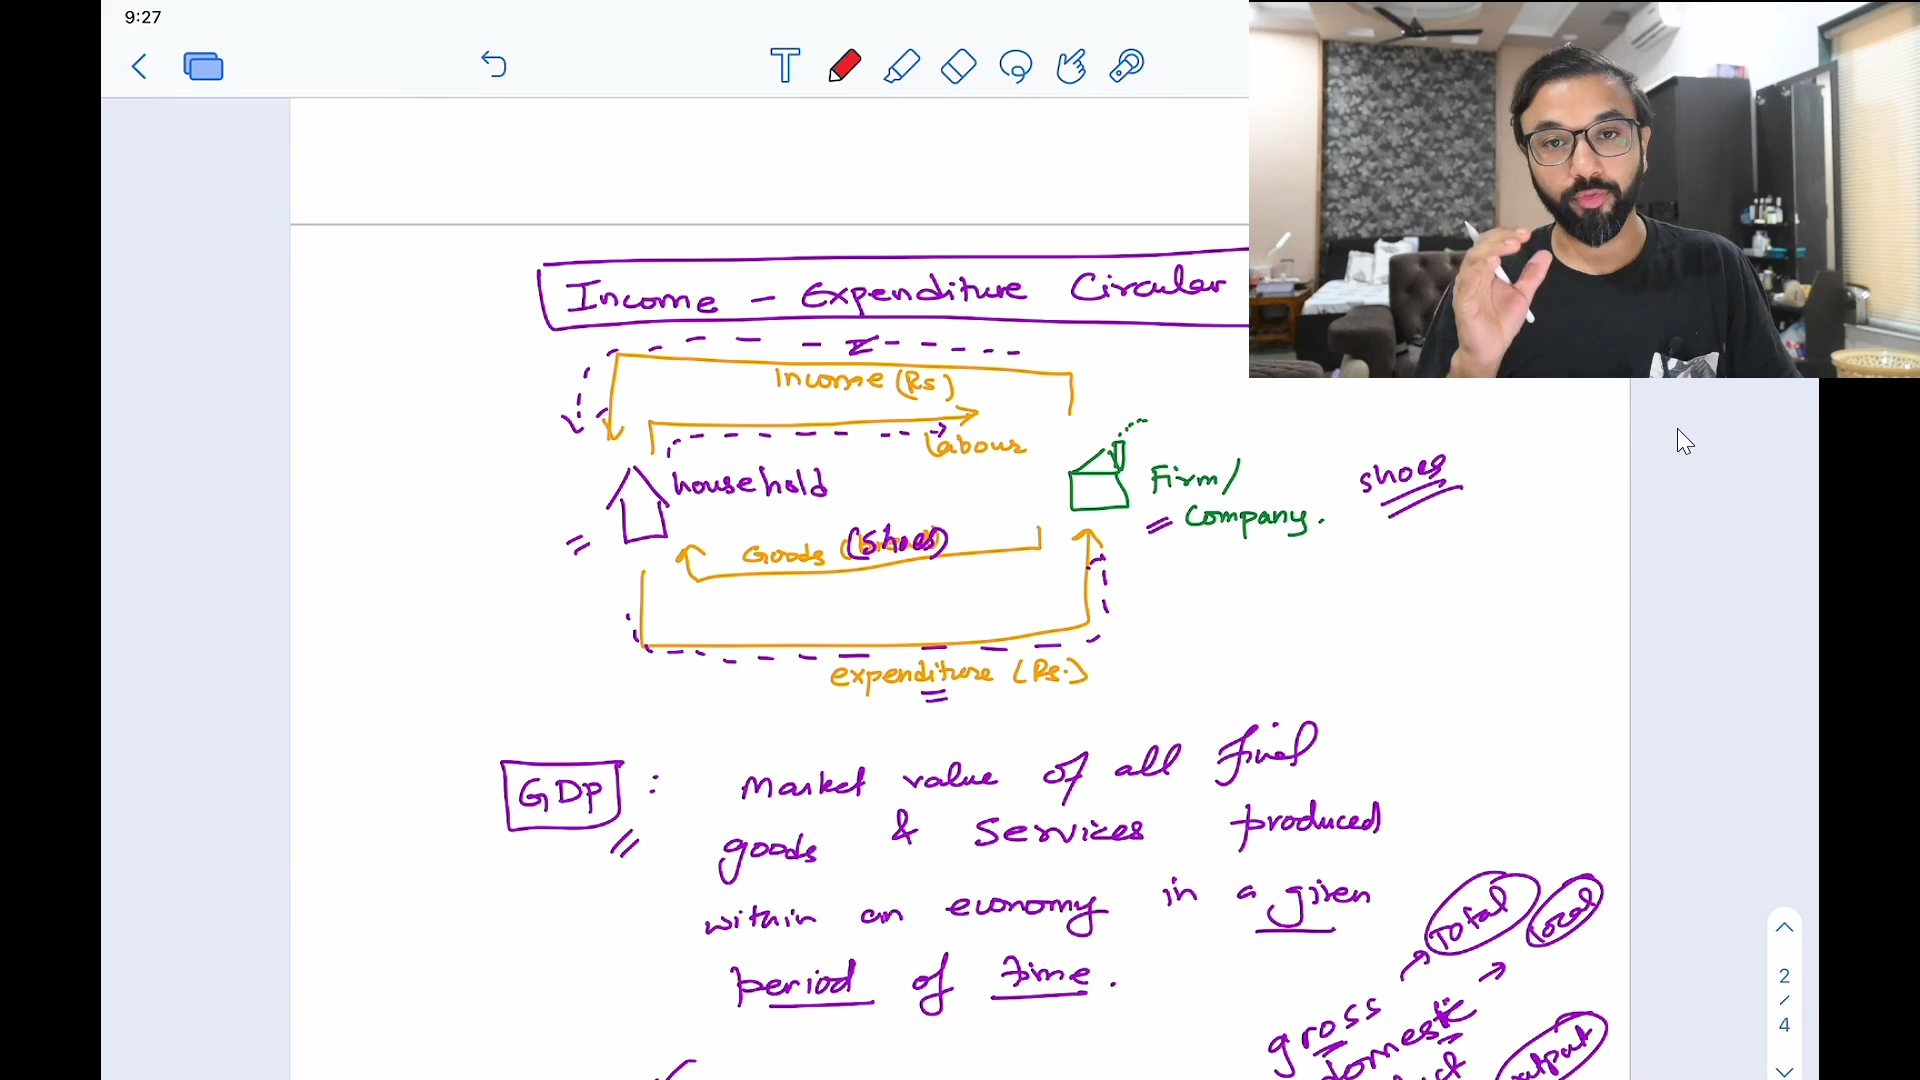 9:27
T
Income - Expenditure Circular
Income (Rs)
Labour
household
Firm/
Company.
shoes
Goods (shoes)
expenditure (Rs.)
GDP : Market value of all final
goods & services produced
within an economy in a given
period of time.
Total
local
gross
domestic
output
2
/
4